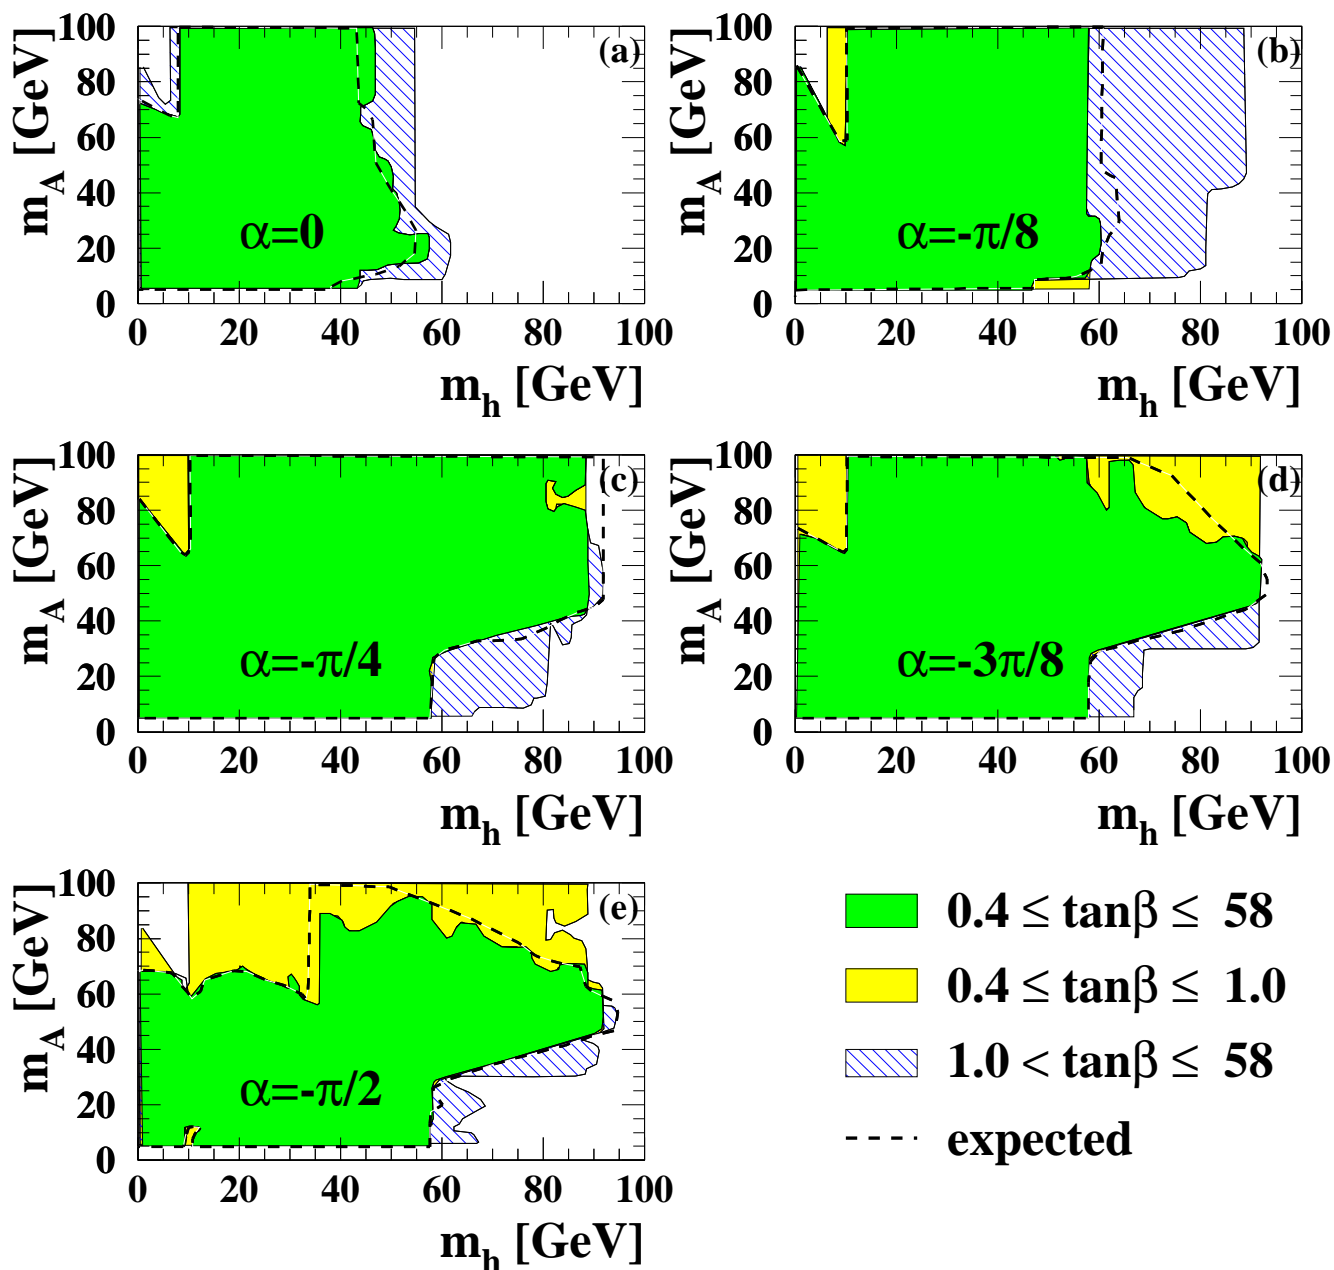 m_A [GeV]
100
80
60
40
20
0
(a)
α=0
0 20 40 60 80 100
m_h [GeV]
m_A [GeV]
100
80
60
40
20
0
(b)
α=-π/8
0 20 40 60 80 100
m_h [GeV]
m_A [GeV]
100
80
60
40
20
0
(c)
α=-π/4
0 20 40 60 80 100
m_h [GeV]
m_A [GeV]
100
80
60
40
20
0
(d)
α=-3π/8
0 20 40 60 80 100
m_h [GeV]
m_A [GeV]
100
80
60
40
20
0
(e)
α=-π/2
0 20 40 60 80 100
m_h [GeV]
0.4 ≤ tanβ ≤ 58
0.4 ≤ tanβ ≤ 1.0
1.0 < tanβ ≤ 58
expected